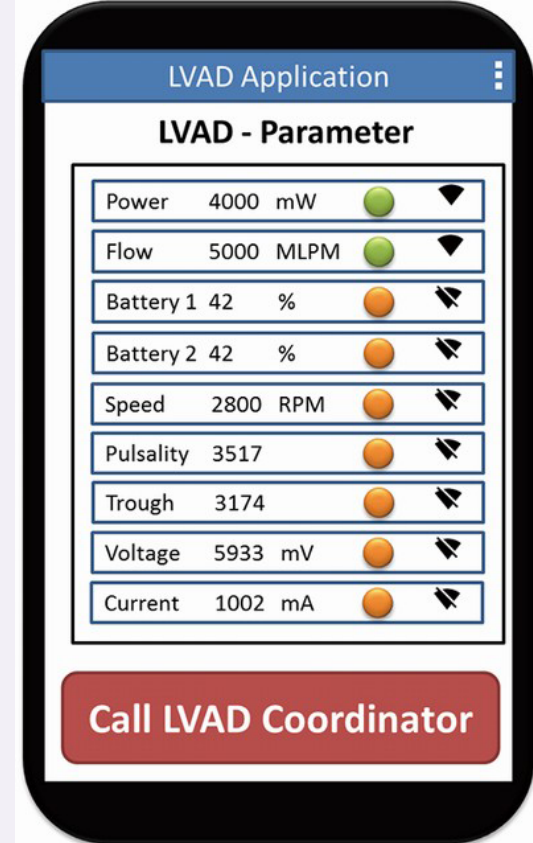 LVAD Application
LVAD - Parameter
Power 4000 mW
Flow 5000 MLPM
Battery 1 42 %
Battery 2 42 %
Speed 2800 RPM
Pulsality 3517
Trough 3174
Voltage 5933 mV
Current 1002 mA
Call LVAD Coordinator